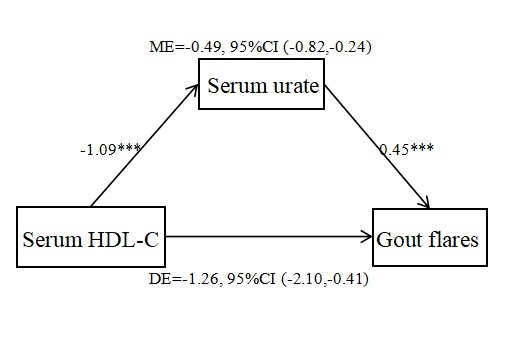 ME=-0.49, 95%CI (-0.82,-0.24)
Serum urate
-1.09***
0.45***
Serum HDL-C
Gout flares
DE=-1.26, 95%CI (-2.10,-0.41)